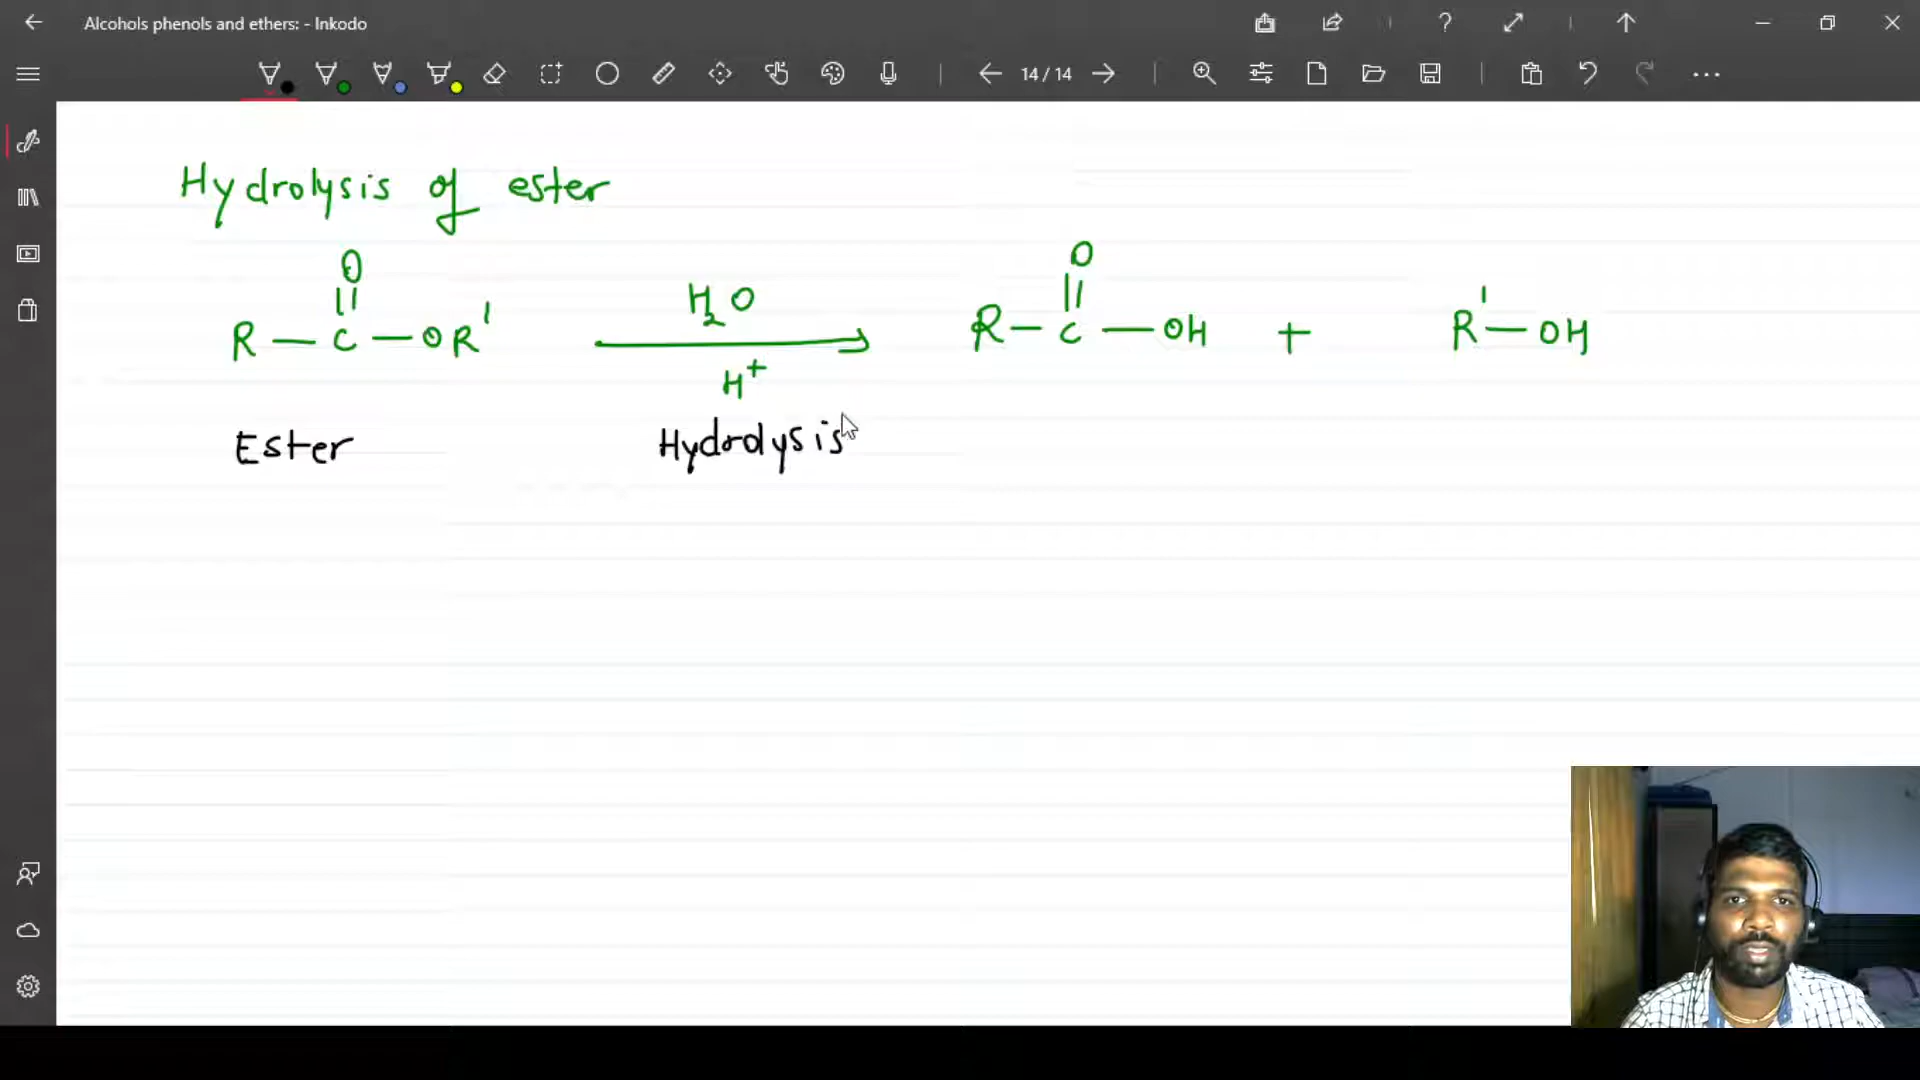 Alcohols phenols and ethers: - Inkodo
14 / 14
Hydrolysis of ester
O
||
R — C — OR'
H₂O
H⁺
O
||
R — C — OH + R' — OH
Ester
Hydrolysis